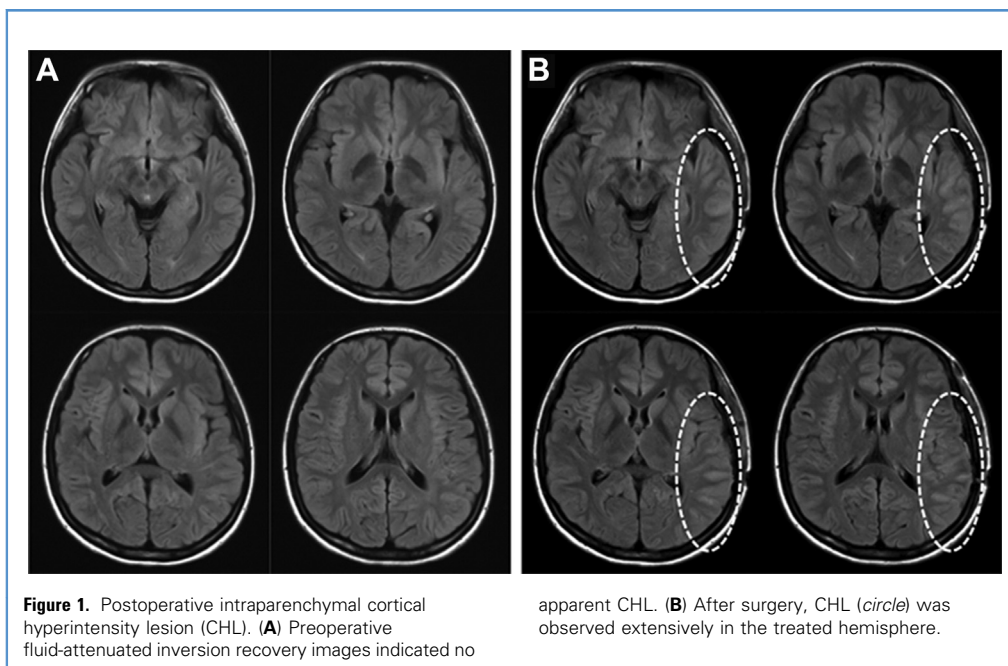 A
B
Figure 1. Postoperative intraparenchymal cortical
hyperintensity lesion (CHL). (A) Preoperative
fluid-attenuated inversion recovery images indicated no
apparent CHL. (B) After surgery, CHL (circle) was
observed extensively in the treated hemisphere.